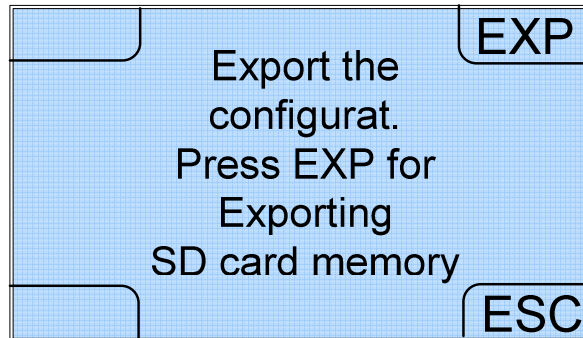 EXP
Export the
configurat.
Press EXP for
Exporting
SD card memory
ESC